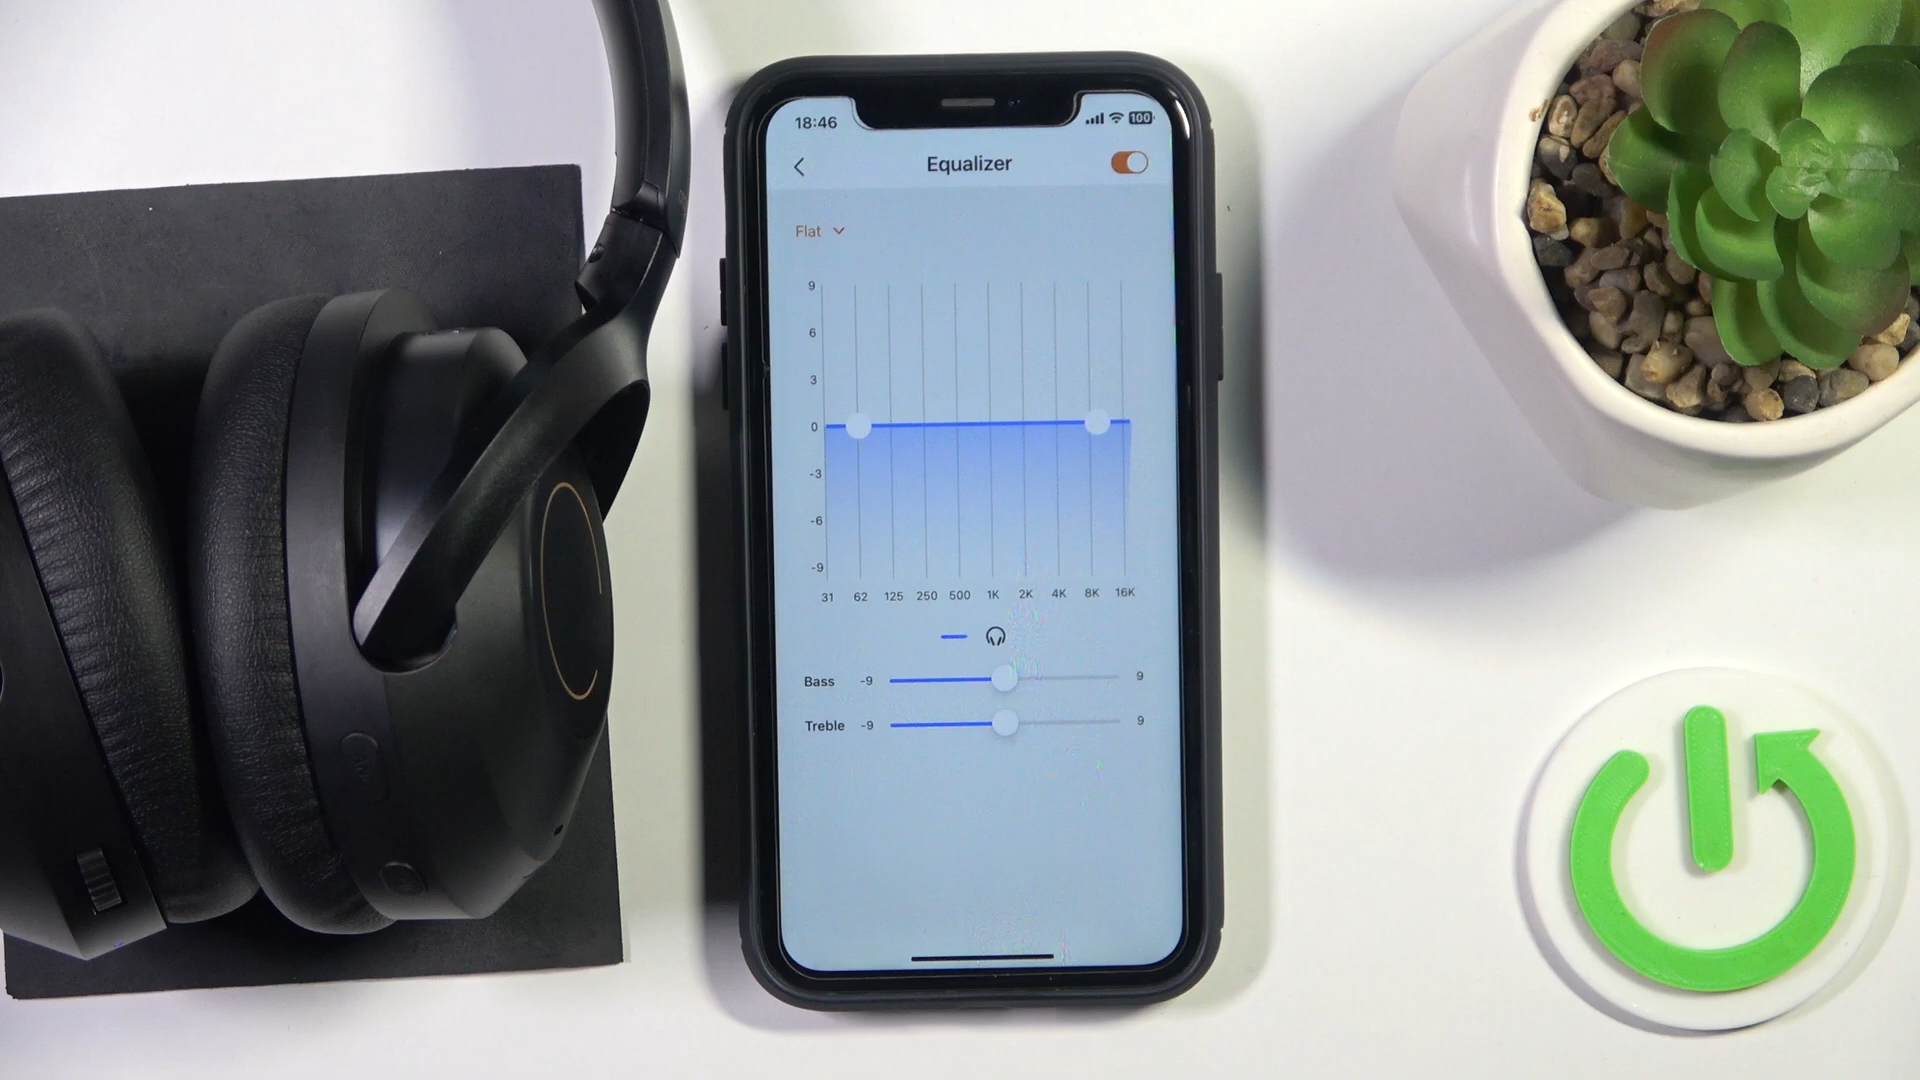 18:46
100
Equalizer
Flat
9
6
3
0
-3
-6
-9
31 62 125 250 500 1K 2K 4K 8K 16K
Bass -9 9
Treble -9 9